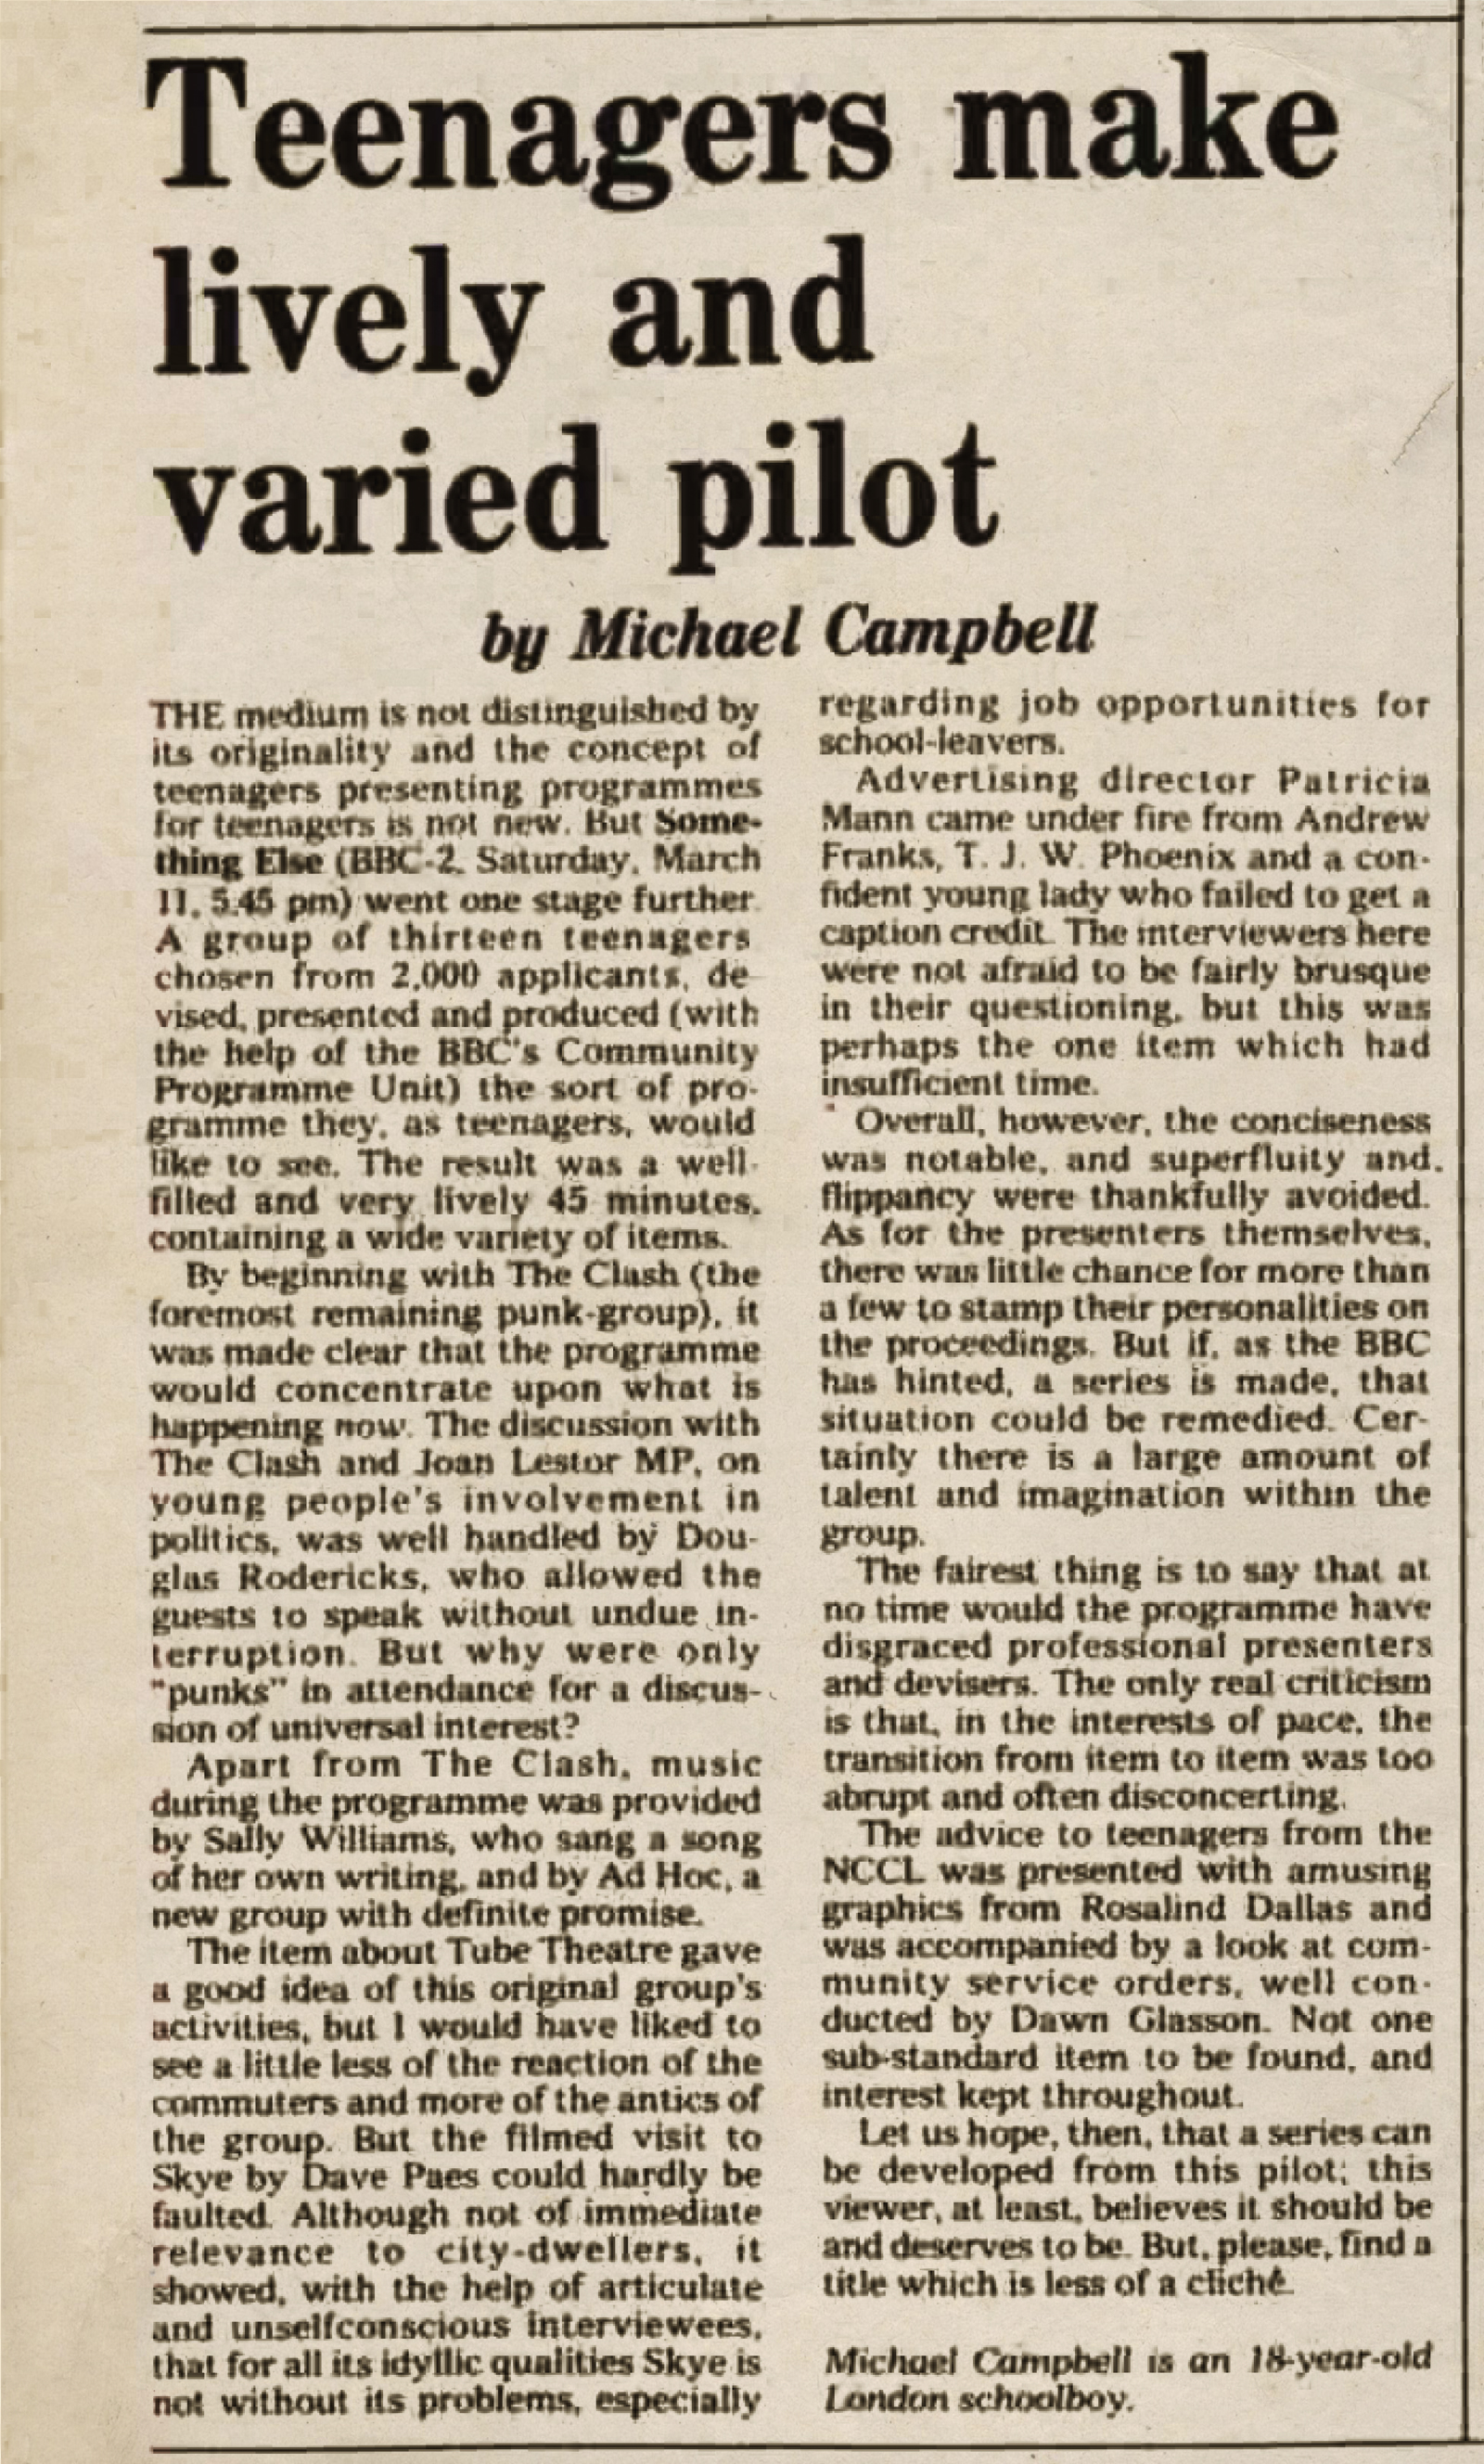 Teenagers make
lively and
varied pilot
by Michael Campbell
THE medium is not distinguished by
its originality and the concept of
teenagers presenting programmes
for teenagers is not new. But Some-
thing Else (BBC-2, Saturday, March
11, 5.45 pm) went one stage further.
A group of thirteen teenagers
chosen from 2,000 applicants, de-
vised, presented and produced (with
the help of the BBC's Community
Programme Unit) the sort of pro-
gramme they, as teenagers, would
like to see. The result was a well-
filled and very lively 45 minutes,
containing a wide variety of items.
By beginning with The Clash (the
foremost remaining punk-group), it
was made clear that the programme
would concentrate upon what is
happening now. The discussion with
The Clash and Joan Lestor MP, on
young people's involvement in
politics, was well handled by Dou-
glas Rodericks, who allowed the
guests to speak without undue in-
terruption. But why were only
"punks" in attendance for a discus-
sion of universal interest?
Apart from The Clash, music
during the programme was provided
by Sally Williams, who sang a song
of her own writing, and by Ad Hoc, a
new group with definite promise.
The item about Tube Theatre gave
a good idea of this original group's
activities, but I would have liked to
see a little less of the reaction of the
commuters and more of the antics of
the group. But the filmed visit to
Skye by Dave Paes could hardly be
faulted. Although not of immediate
relevance to city-dwellers, it
showed, with the help of articulate
and unselfconscious interviewees,
that for all its idyllic qualities Skye is
not without its problems, especially
regarding job opportunities for
school-leavers.
Advertising director Patricia
Mann came under fire from Andrew
Franks, T. J. W. Phoenix and a con-
fident young lady who failed to get a
caption credit. The interviewers here
were not afraid to be fairly brusque
in their questioning, but this was
perhaps the one item which had
insufficient time.
Overall, however, the conciseness
was notable, and superfluity and
flippancy were thankfully avoided.
As for the presenters themselves,
there was little chance for more than
a few to stamp their personalities on
the proceedings. But if, as the BBC
has hinted, a series is made, that
situation could be remedied. Cer-
tainly there is a large amount of
talent and imagination within the
group.
The fairest thing is to say that at
no time would the programme have
disgraced professional presenters
and devisers. The only real criticism
is that, in the interests of pace, the
transition from item to item was too
abrupt and often disconcerting.
The advice to teenagers from the
NCCL was presented with amusing
graphics from Rosalind Dallas and
was accompanied by a look at com-
munity service orders, well con-
ducted by Dawn Glasson. Not one
sub-standard item to be found, and
interest kept throughout.
Let us hope, then, that a series can
be developed from this pilot; this
viewer, at least, believes it should be
and deserves to be. But, please, find a
title which is less of a cliché.
Michael Campbell is an 18-year-old
London schoolboy.